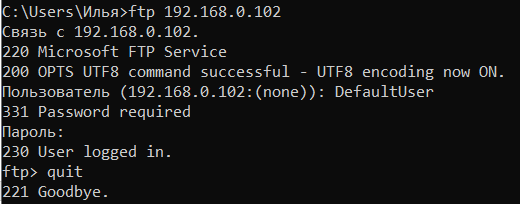 C:\Users\Илья>ftp 192.168.0.102
Связь с 192.168.0.102.
220 Microsoft FTP Service
200 OPTS UTF8 command successful - UTF8 encoding now ON.
Пользователь (192.168.0.102:(none)): DefaultUser
331 Password required
Пароль:
230 User logged in.
ftp> quit
221 Goodbye.